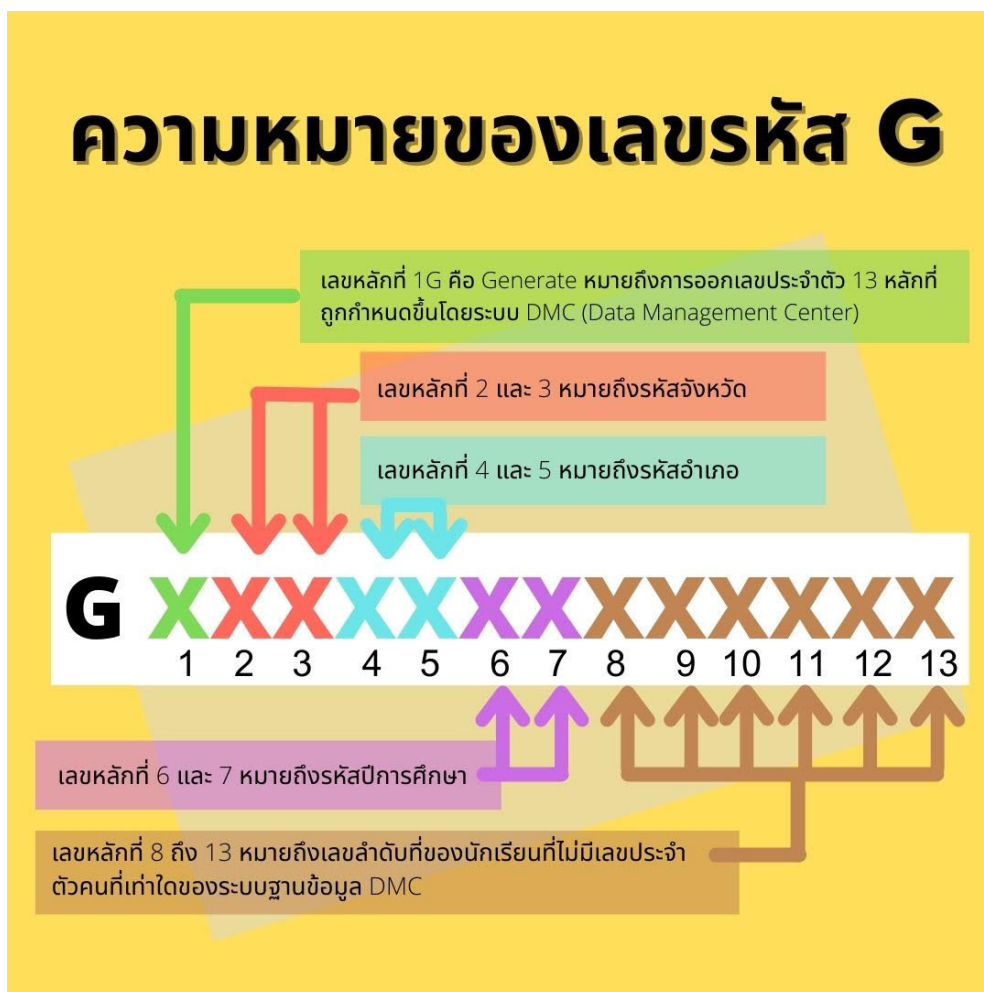 ความหมายของเลขรหัส G
เลขหลักที่ 1G คือ Generate หมายถึงการออกเลขประจำตัว 13 หลักที่
ถูกกำหนดขึ้นโดยระบบ DMC (Data Management Center)
เลขหลักที่ 2 และ 3 หมายถึงรหัสจังหวัด
เลขหลักที่ 4 และ 5 หมายถึงรหัสอำเภอ
G XXXXXXXXXXXXX
1 2 3 4 5 6 7 8 9 10 11 12 13
เลขหลักที่ 6 และ 7 หมายถึงรหัสปีการศึกษา
เลขหลักที่ 8 ถึง 13 หมายถึงเลขลำดับที่ของนักเรียนที่ไม่มีเลขประจำ
ตัวคนที่เท่าใดของระบบฐานข้อมูล DMC